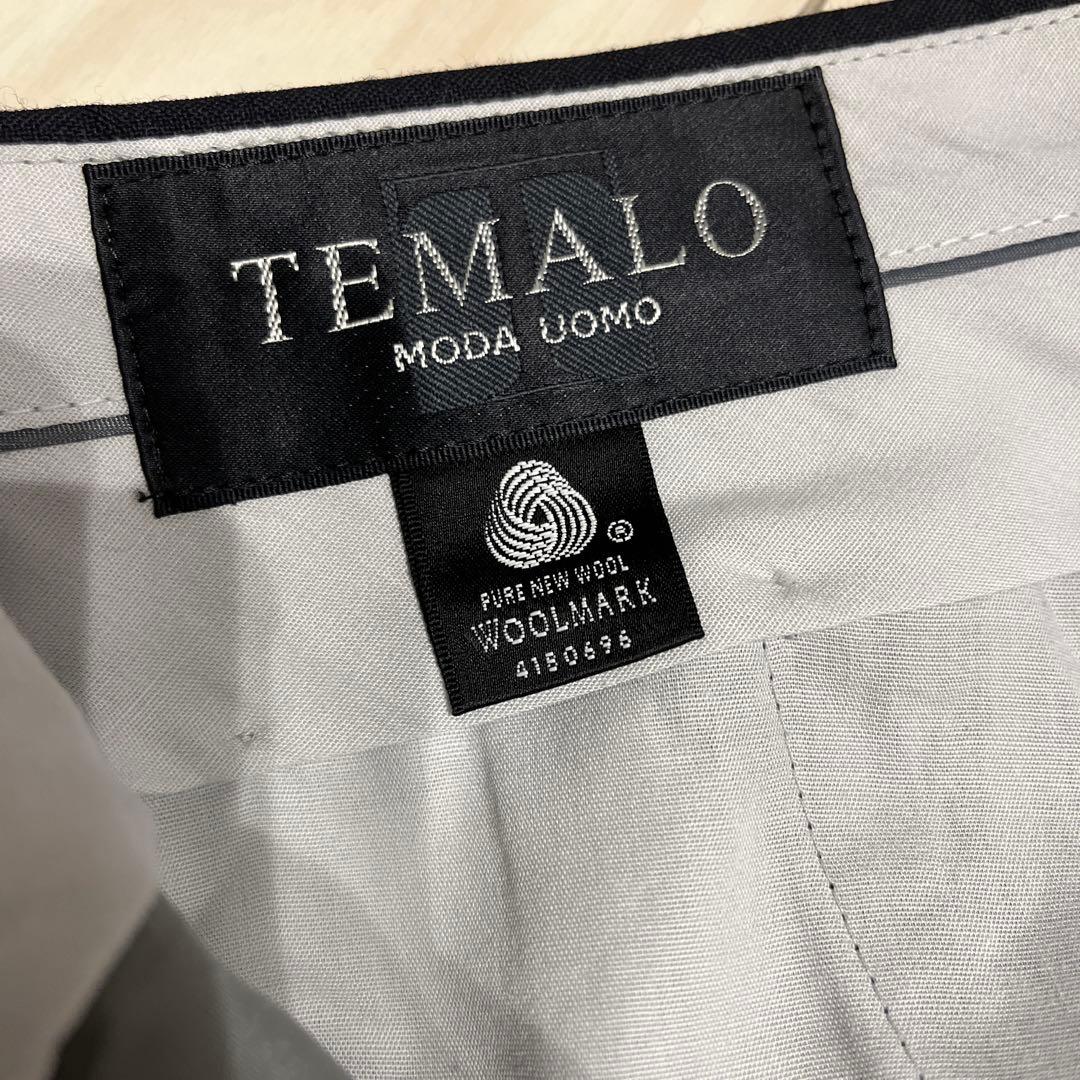 TEMALO
MODA UOMO
®
PURE NEW WOOL
WOOLMARK
4180696